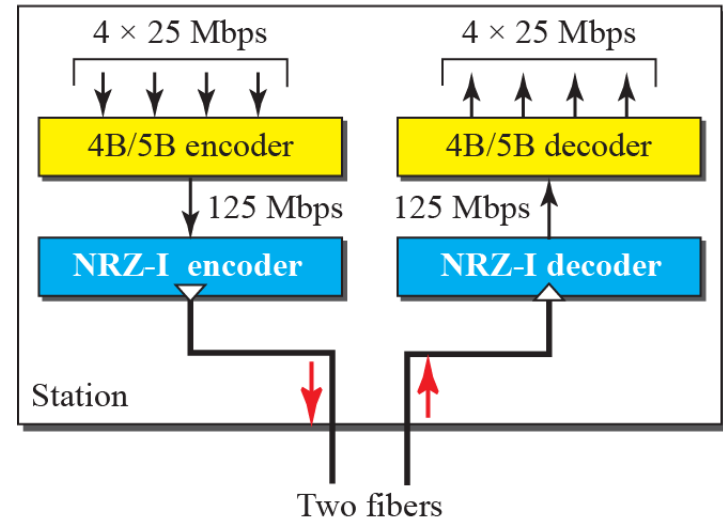 4 × 25 Mbps
4 × 25 Mbps
4B/5B encoder
4B/5B decoder
125 Mbps
125 Mbps
NRZ-I encoder
NRZ-I decoder
Station
Two fibers